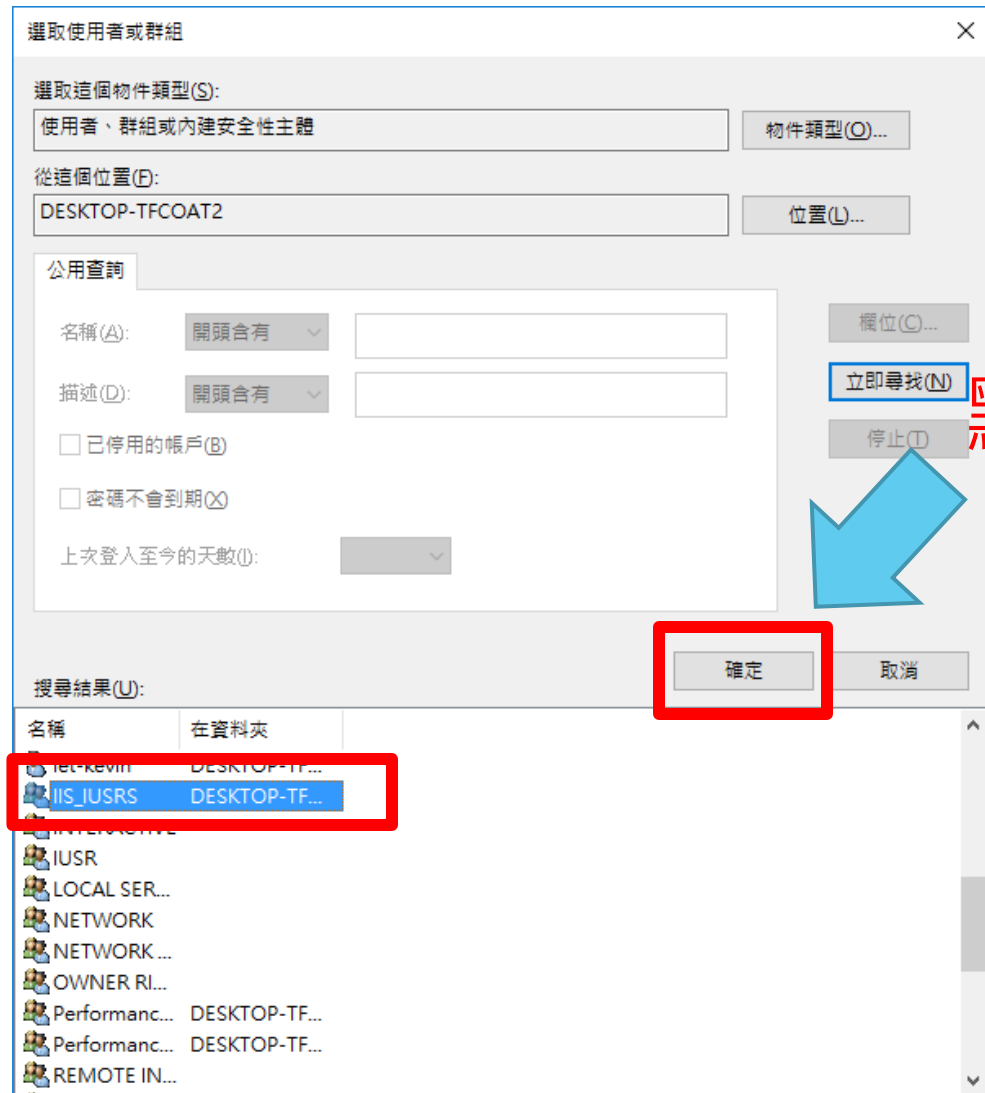 選取使用者或群組
選取這個物件類型(S):
使用者、群組或內建安全性主體
物件類型(O)...
從這個位置(F):
DESKTOP-TFCOAT2
位置(L)...
公用查詢
名稱(A):
開頭含有
欄位(C)...
描述(D):
開頭含有
立即尋找(N)
停止(T)
已停用的帳戶(B)
密碼不會到期(X)
上次登入至今的天數(I):
確定
取消
搜尋結果(U):
名稱 在資料夾
DESKTOP-TF...
IIS_IUSRS DESKTOP-TF...
INTERACTIVE
IUSR
LOCAL SER...
NETWORK
NETWORK ...
OWNER RI...
Performanc... DESKTOP-TF...
Performanc... DESKTOP-TF...
REMOTE IN...